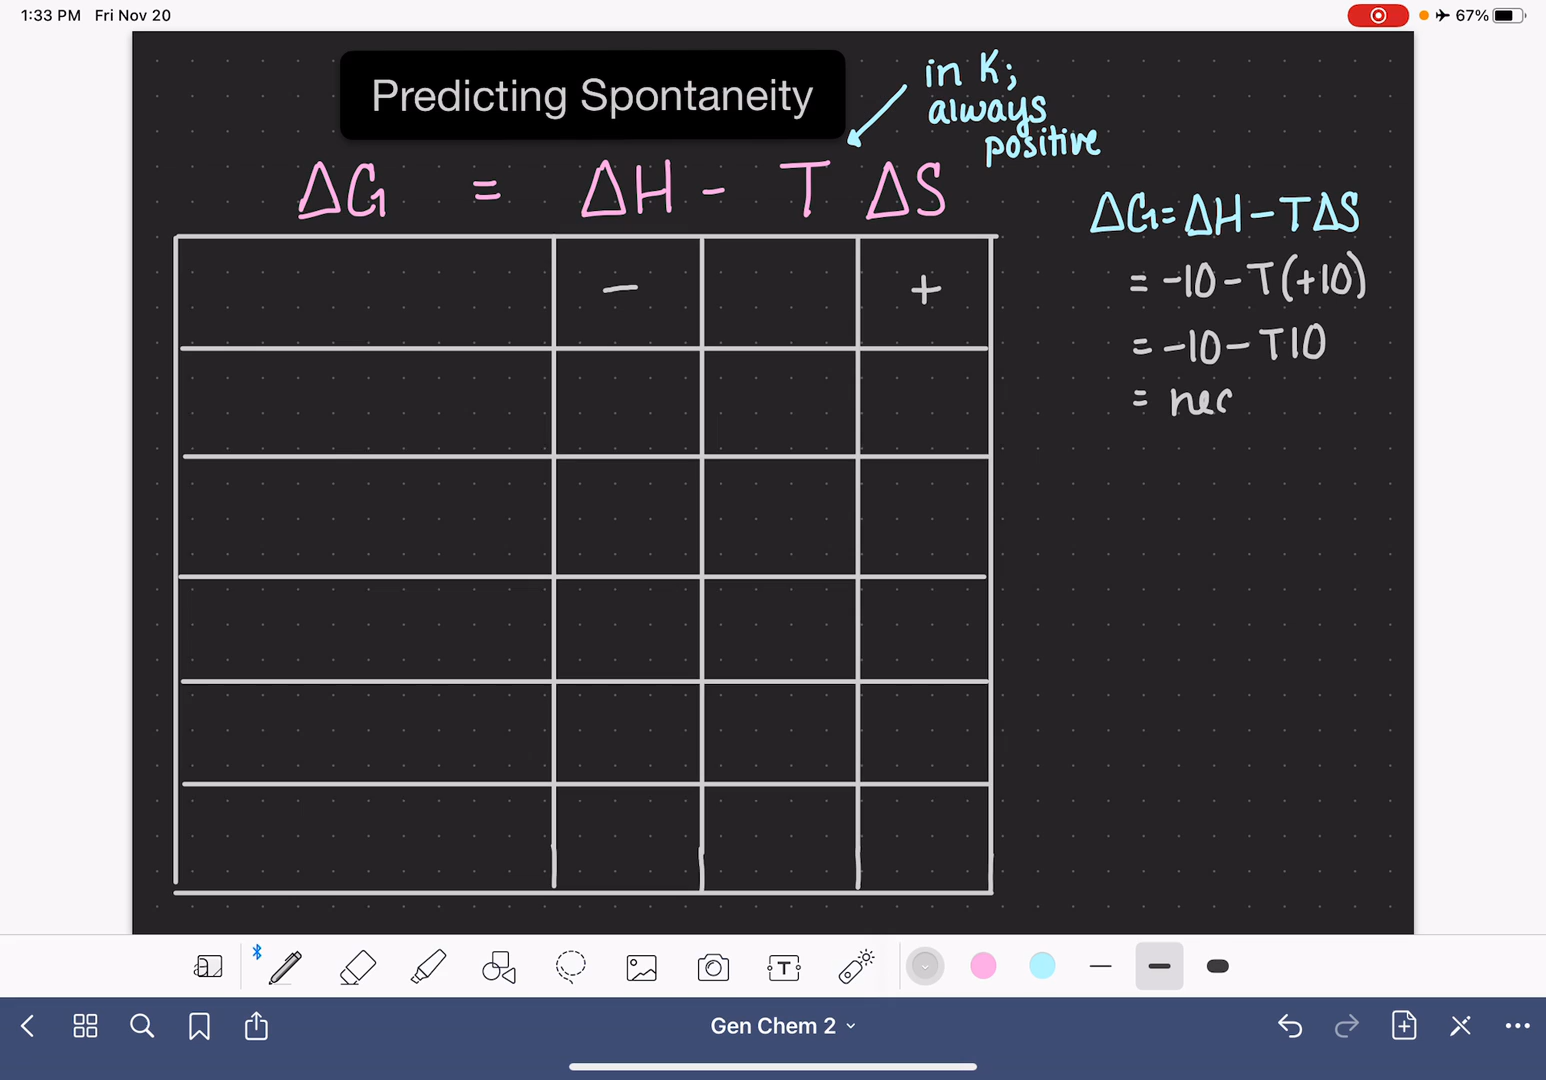 1:33 PM Fri Nov 20
67%
Predicting Spontaneity
in K;
always
positive
ΔG = ΔH - T ΔS
- +
ΔG=ΔH-TΔS
= -10-T(+10)
= -10-T10
= nec
T
Gen Chem 2